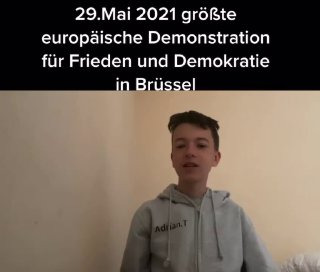 29.Mai 2021 größte
europäische Demonstration
für Frieden und Demokratie
in Brüssel
Adrian.T